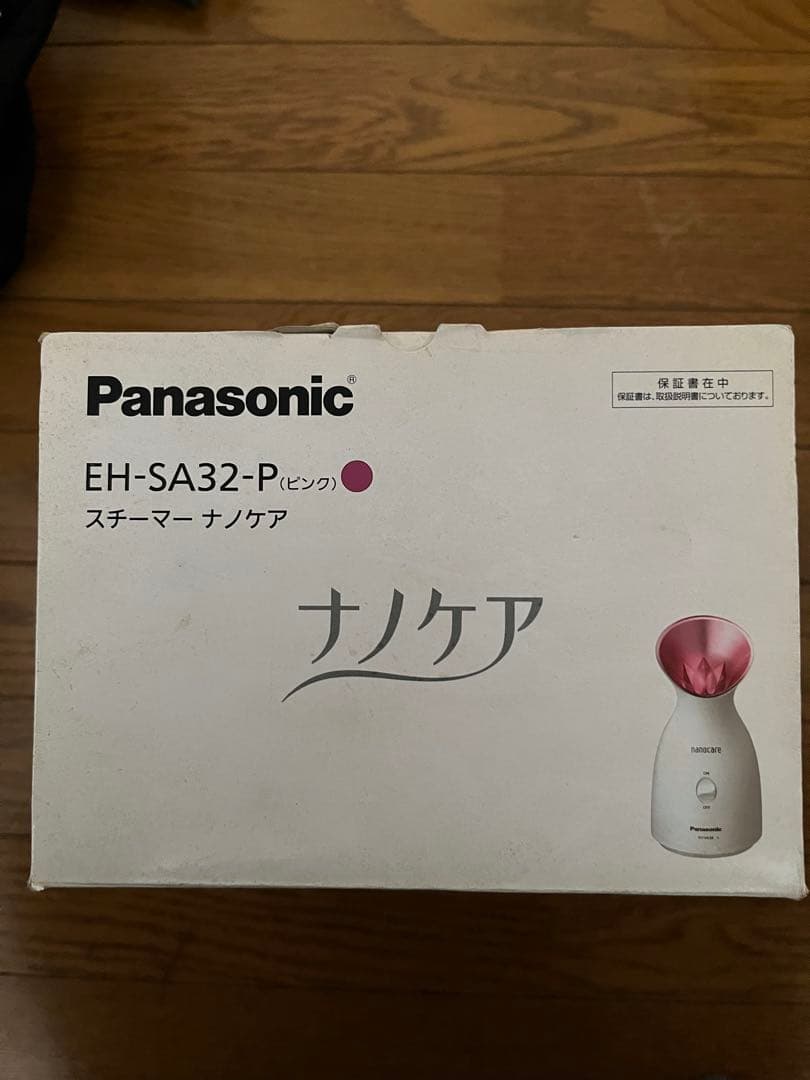 Panasonic®
保証書在中
保証書は、取扱説明書についております。
EH-SA32-P(ピンク)
スチーマー ナノケア
ナノケア
nanocare
ON
OFF
Panasonic